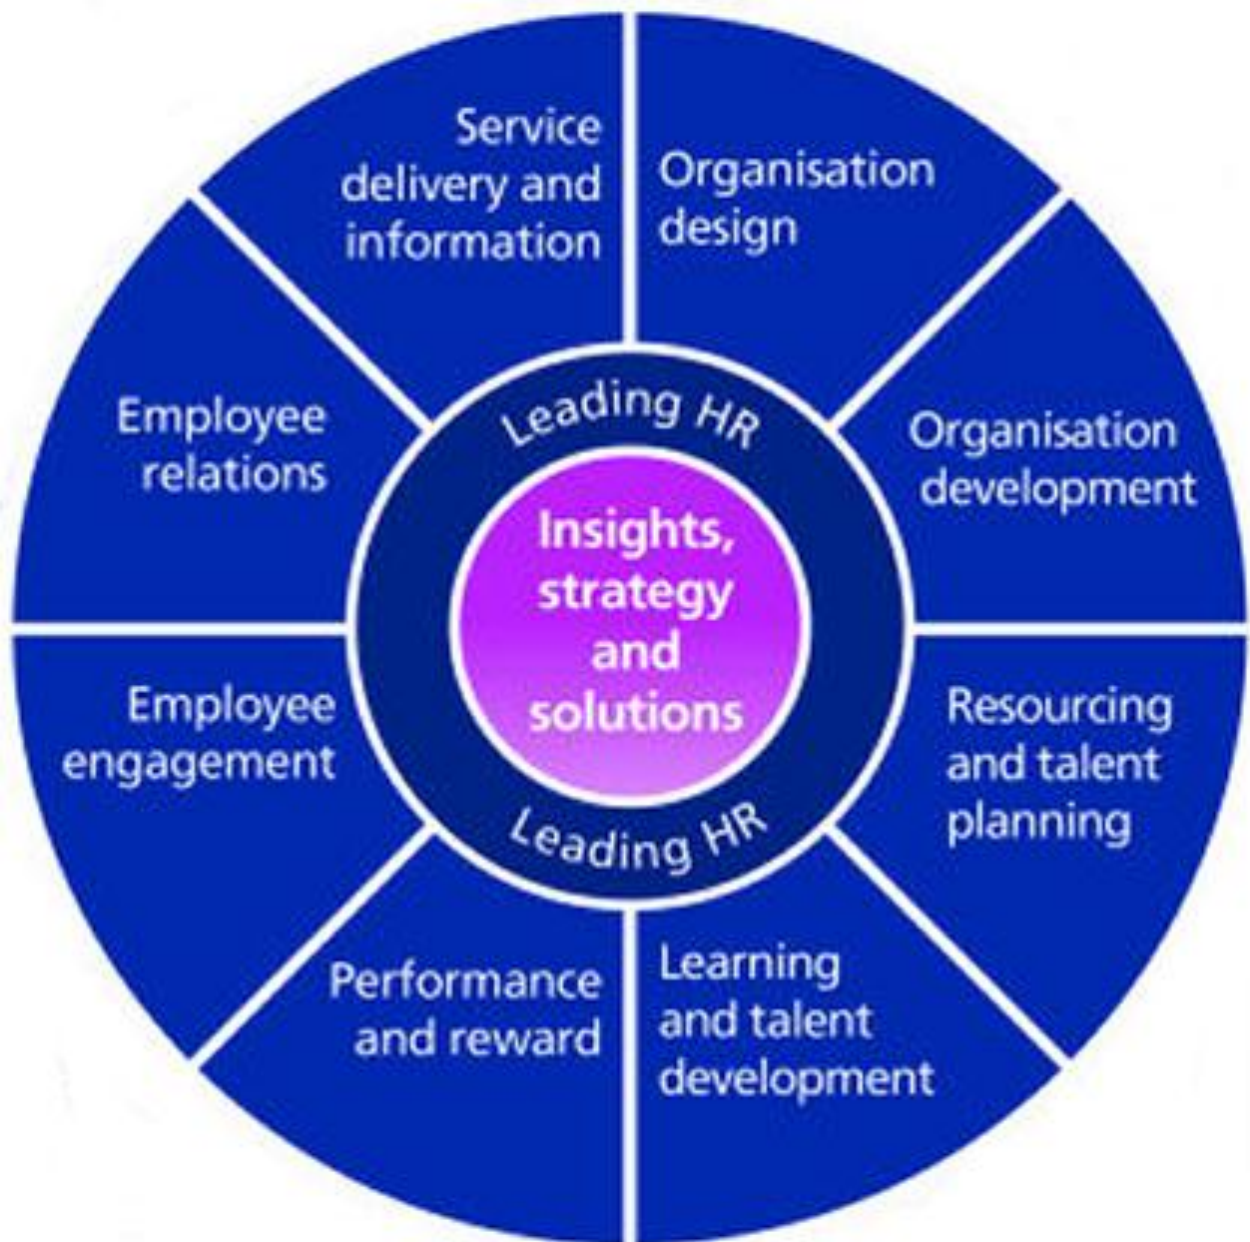 Service
delivery and
information
Organisation
design
Employee
relations
Organisation
development
Leading HR
Insights,
strategy
and
solutions
Leading HR
Employee
engagement
Resourcing
and talent
planning
Performance
and reward
Learning
and talent
development